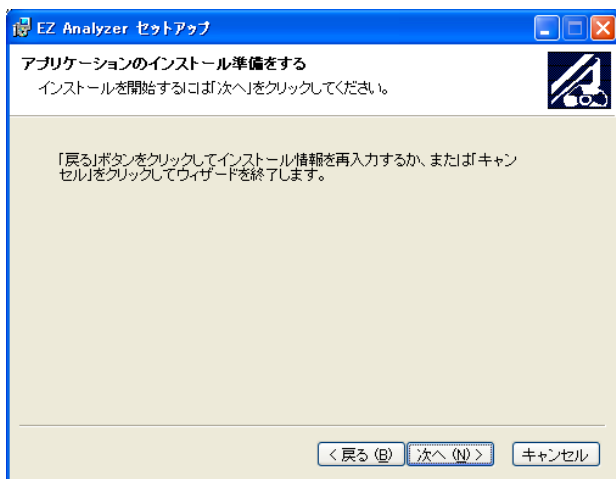 EZ Analyzer セットアップ
アプリケーションのインストール準備をする
インストールを開始するには「次へ」をクリックしてください。
「戻る」ボタンをクリックしてインストール情報を再入力するか、または「キャン
セル」をクリックしてウィザードを終了します。
< 戻る (B) 次へ (N) > キャンセル